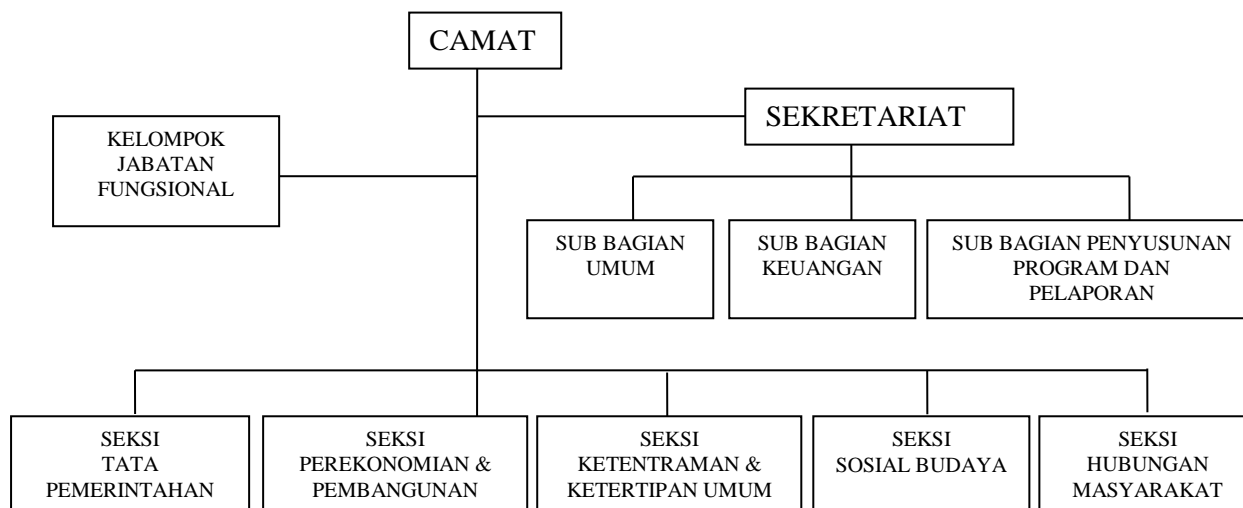 CAMAT
SEKRETARIAT
KELOMPOK
JABATAN
FUNGSIONAL
SUB BAGIAN
UMUM
SUB BAGIAN
KEUANGAN
SUB BAGIAN PENYUSUNAN
PROGRAM DAN
PELAPORAN
SEKSI
TATA
PEMERINTAHAN
SEKSI
PEREKONOMIAN &
PEMBANGUNAN
SEKSI
KETENTRAMAN &
KETERTIPAN UMUM
SEKSI
SOSIAL BUDAYA
SEKSI
HUBUNGAN
MASYARAKAT